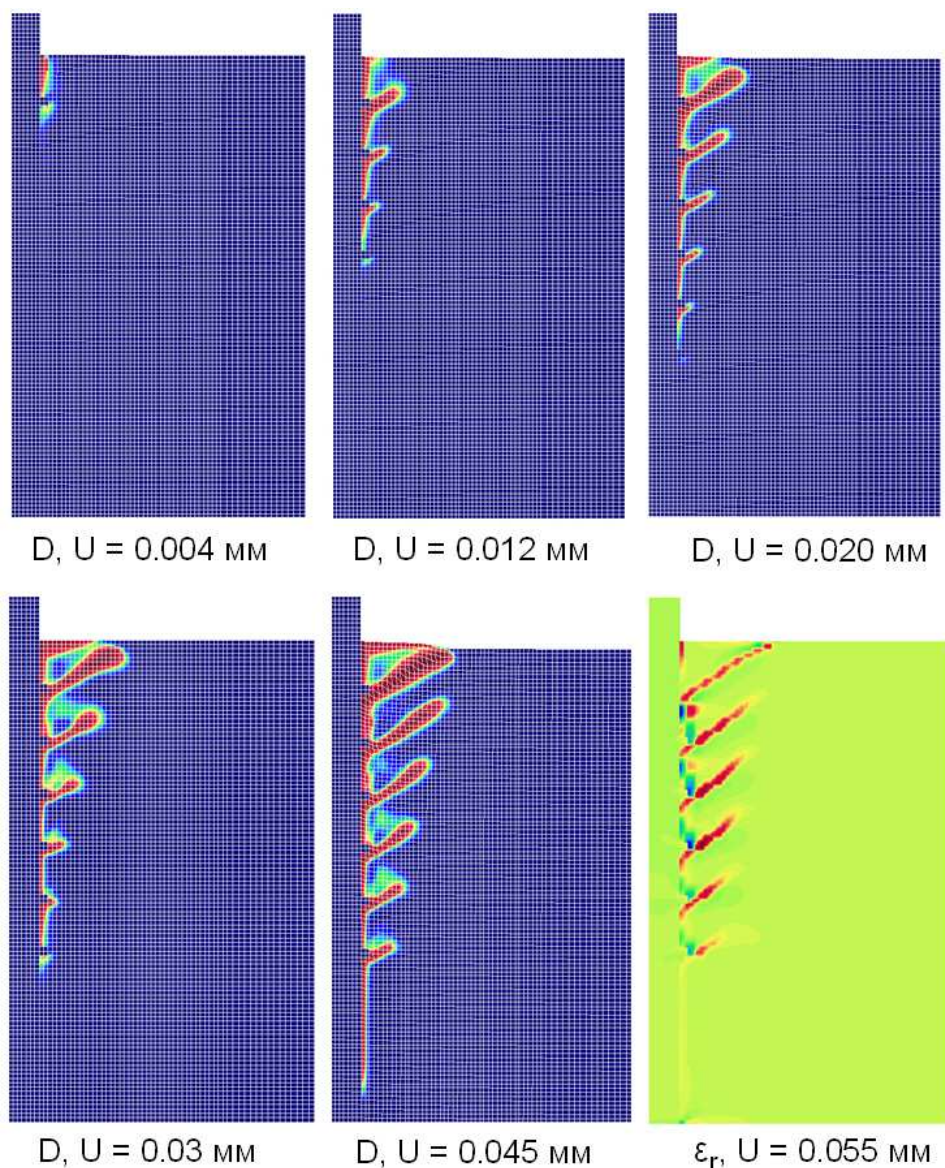 D, U = 0.004 мм
D, U = 0.012 мм
D, U = 0.020 мм
D, U = 0.03 мм
D, U = 0.045 мм
εr, U = 0.055 мм